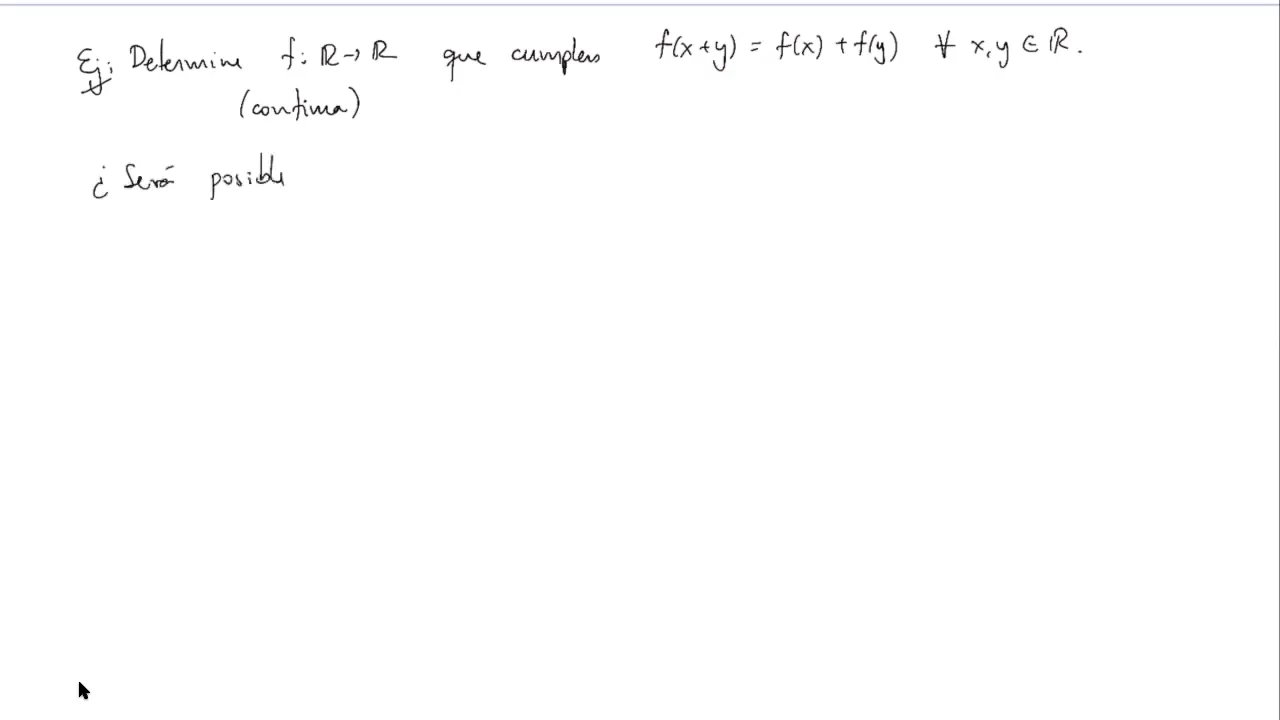 Ej: Determine f: ℝ → ℝ que cumplen f(x+y) = f(x) + f(y) ∀ x, y ∈ ℝ.
(continua)
¿ Será posible